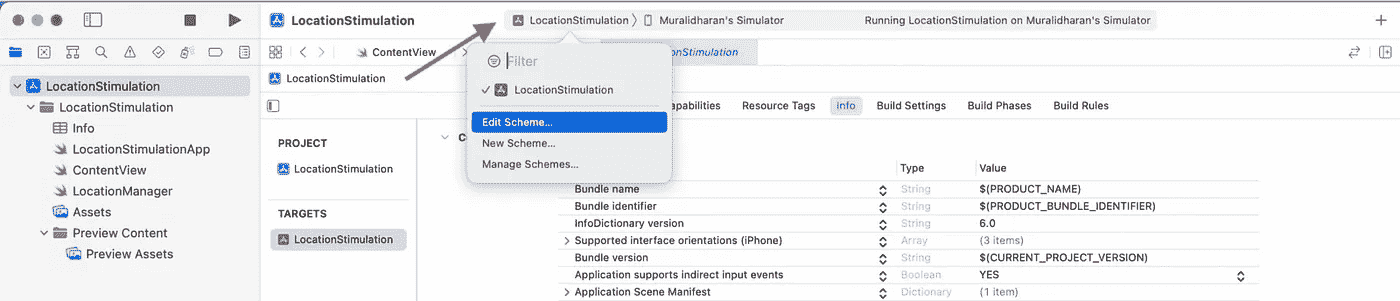 LocationStimulation
LocationStimulation 〉 Muralidharan's Simulator
Running LocationStimulation on Muralidharan's Simulator
ContentView
onStimulation
LocationStimulation
Filter
LocationStimulation
Edit Scheme...
New Scheme...
Manage Schemes...
LocationStimulation
LocationStimulation
Info
LocationStimulationApp
ContentView
LocationManager
Assets
Preview Content
Preview Assets
apabilities
Resource Tags
Info
Build Settings
Build Phases
Build Rules
PROJECT
LocationStimulation
TARGETS
LocationStimulation
C
Type
Value
Bundle name String $(PRODUCT_NAME)
Bundle identifier String $(PRODUCT_BUNDLE_IDENTIFIER)
InfoDictionary version String 6.0
Supported interface orientations (iPhone) Array (3 items)
Bundle version String $(CURRENT_PROJECT_VERSION)
Application supports indirect input events Boolean YES
Application Scene Manifest Dictionary (1 item)